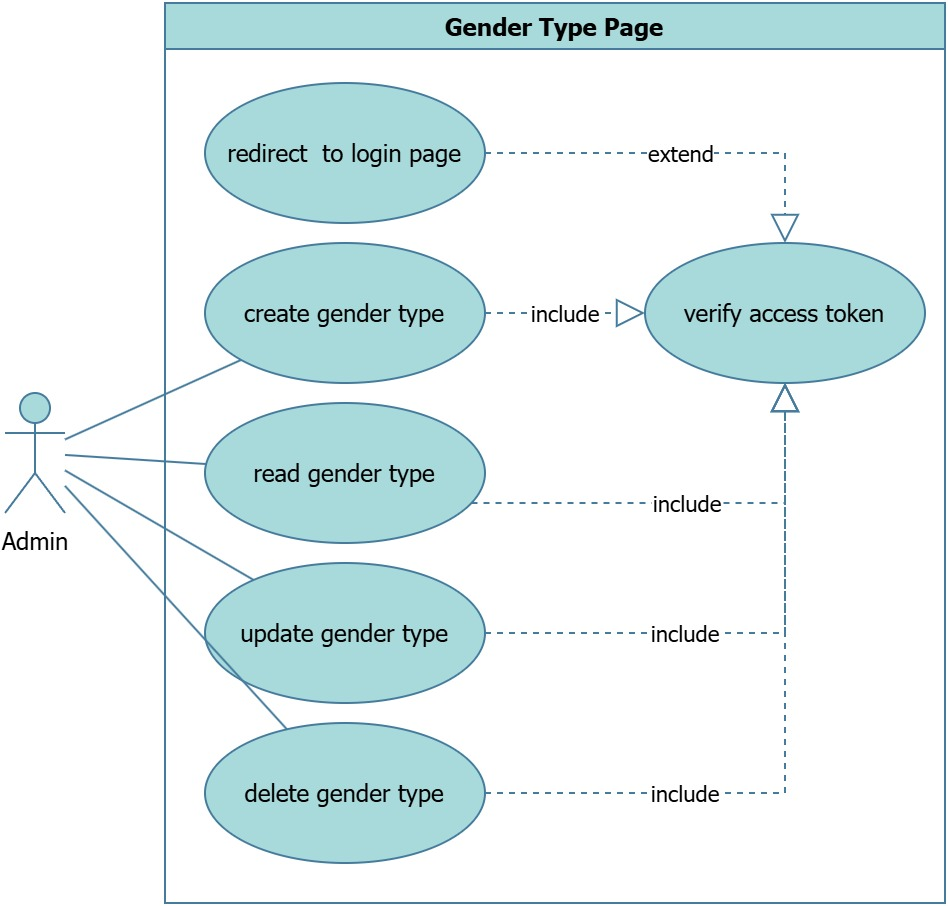 Gender Type Page
redirect  to login page
extend
create gender type
include
verify access token
Admin
read gender type
include
update gender type
include
delete gender type
include